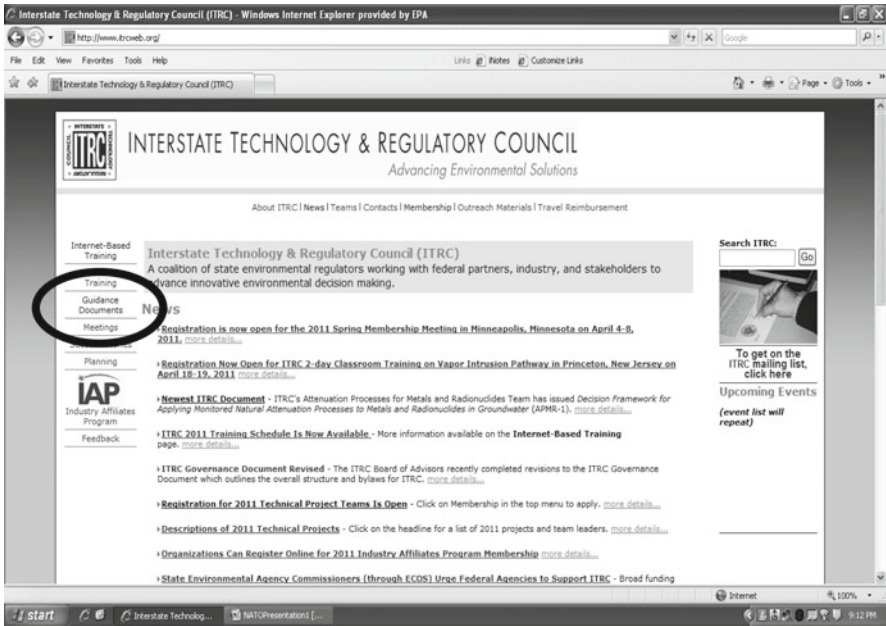 Interstate Technology & Regulatory Council (ITRC) - Windows Internet Explorer provided by EPA
http://www.itrcweb.org/
Google
File Edit View Favorites Tools Help
Links Notes Customize Links
Interstate Technology & Regulatory Council (ITRC)
Page Tools
INTERSTATE
COUNCIL
ITRC
TECHNOLOGY
REGULATORY
INTERSTATE TECHNOLOGY & REGULATORY COUNCIL
Advancing Environmental Solutions
About ITRC | News | Teams | Contacts | Membership | Outreach Materials | Travel Reimbursement
Internet-Based
Training
Training
Guidance
Documents
Meetings
Planning
IAP
Industry Affiliates
Program
Feedback
Interstate Technology & Regulatory Council (ITRC)
A coalition of state environmental regulators working with federal partners, industry, and stakeholders to
advance innovative environmental decision making.
News
Registration is now open for the 2011 Spring Membership Meeting in Minneapolis, Minnesota on April 4-8,
2011. more details...
Registration Now Open for ITRC 2-day Classroom Training on Vapor Intrusion Pathway in Princeton, New Jersey on
April 18-19, 2011 more details...
Newest ITRC Document - ITRC's Attenuation Processes for Metals and Radionuclides Team has issued Decision Framework for
Applying Monitored Natural Attenuation Processes to Metals and Radionuclides in Groundwater (APMR-1). more details...
ITRC 2011 Training Schedule Is Now Available - More information available on the Internet-Based Training
page. more details...
ITRC Governance Document Revised - The ITRC Board of Advisors recently completed revisions to the ITRC Governance
Document which outlines the overall structure and bylaws for ITRC. more details...
Registration for 2011 Technical Project Teams Is Open - Click on Membership in the top menu to apply. more details...
Descriptions of 2011 Technical Projects - Click on the headline for a list of 2011 projects and team leaders. more details...
Organizations Can Register Online for 2011 Industry Affiliates Program Membership more details...
State Environmental Agency Commissioners (through ECOS) Urge Federal Agencies to Support ITRC - Broad funding
Search ITRC:
Go
To get on the
ITRC mailing list,
click here
Upcoming Events
(event list will
repeat)
Internet 100%
start Interstate Technolog... NATOPresentation1 [... 9:12 PM